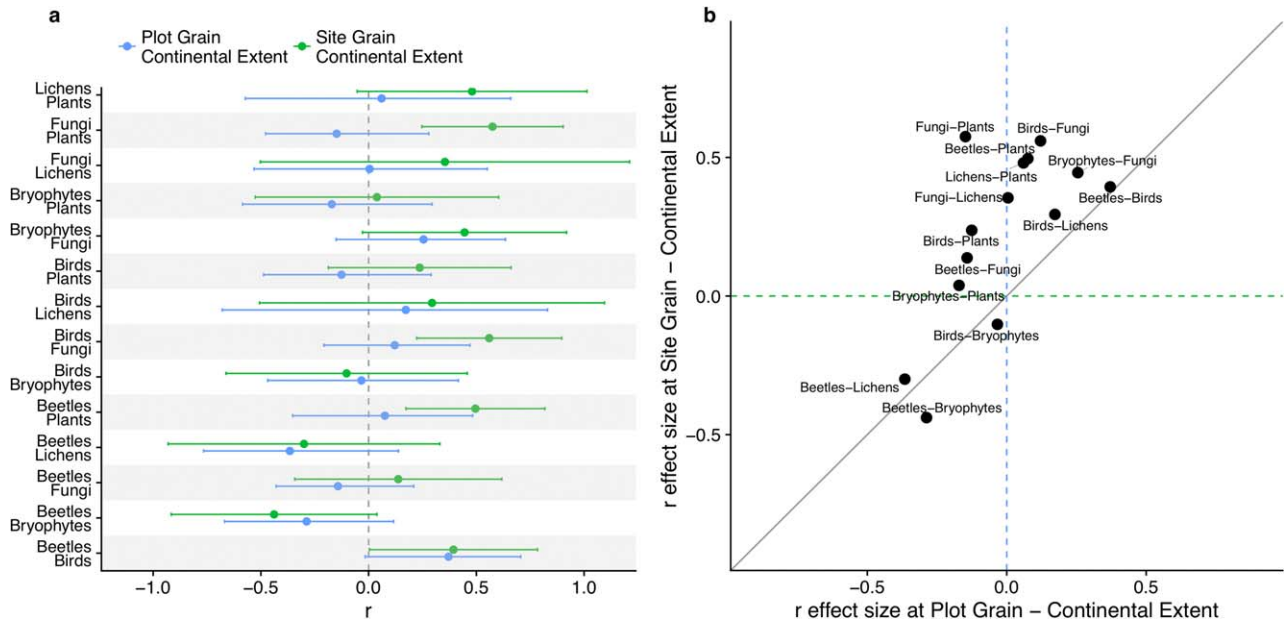 a
Plot Grain
Continental Extent
Site Grain
Continental Extent
Lichens
Plants
Fungi
Plants
Fungi
Lichens
Bryophytes
Plants
Bryophytes
Fungi
Birds
Plants
Birds
Lichens
Birds
Fungi
Birds
Bryophytes
Beetles
Plants
Beetles
Lichens
Beetles
Fungi
Beetles
Bryophytes
Beetles
Birds
−1.0 −0.5 0.0 0.5 1.0
r
b
r effect size at Site Grain − Continental Extent
0.5
0.0
−0.5
Fungi−Plants
Birds−Fungi
Beetles−Plants
Bryophytes−Fungi
Lichens−Plants
Fungi−Lichens
Beetles−Birds
Birds−Lichens
Birds−Plants
Beetles−Fungi
Bryophytes−Plants
Birds−Bryophytes
Beetles−Lichens
Beetles−Bryophytes
−0.5 0.0 0.5
r effect size at Plot Grain − Continental Extent